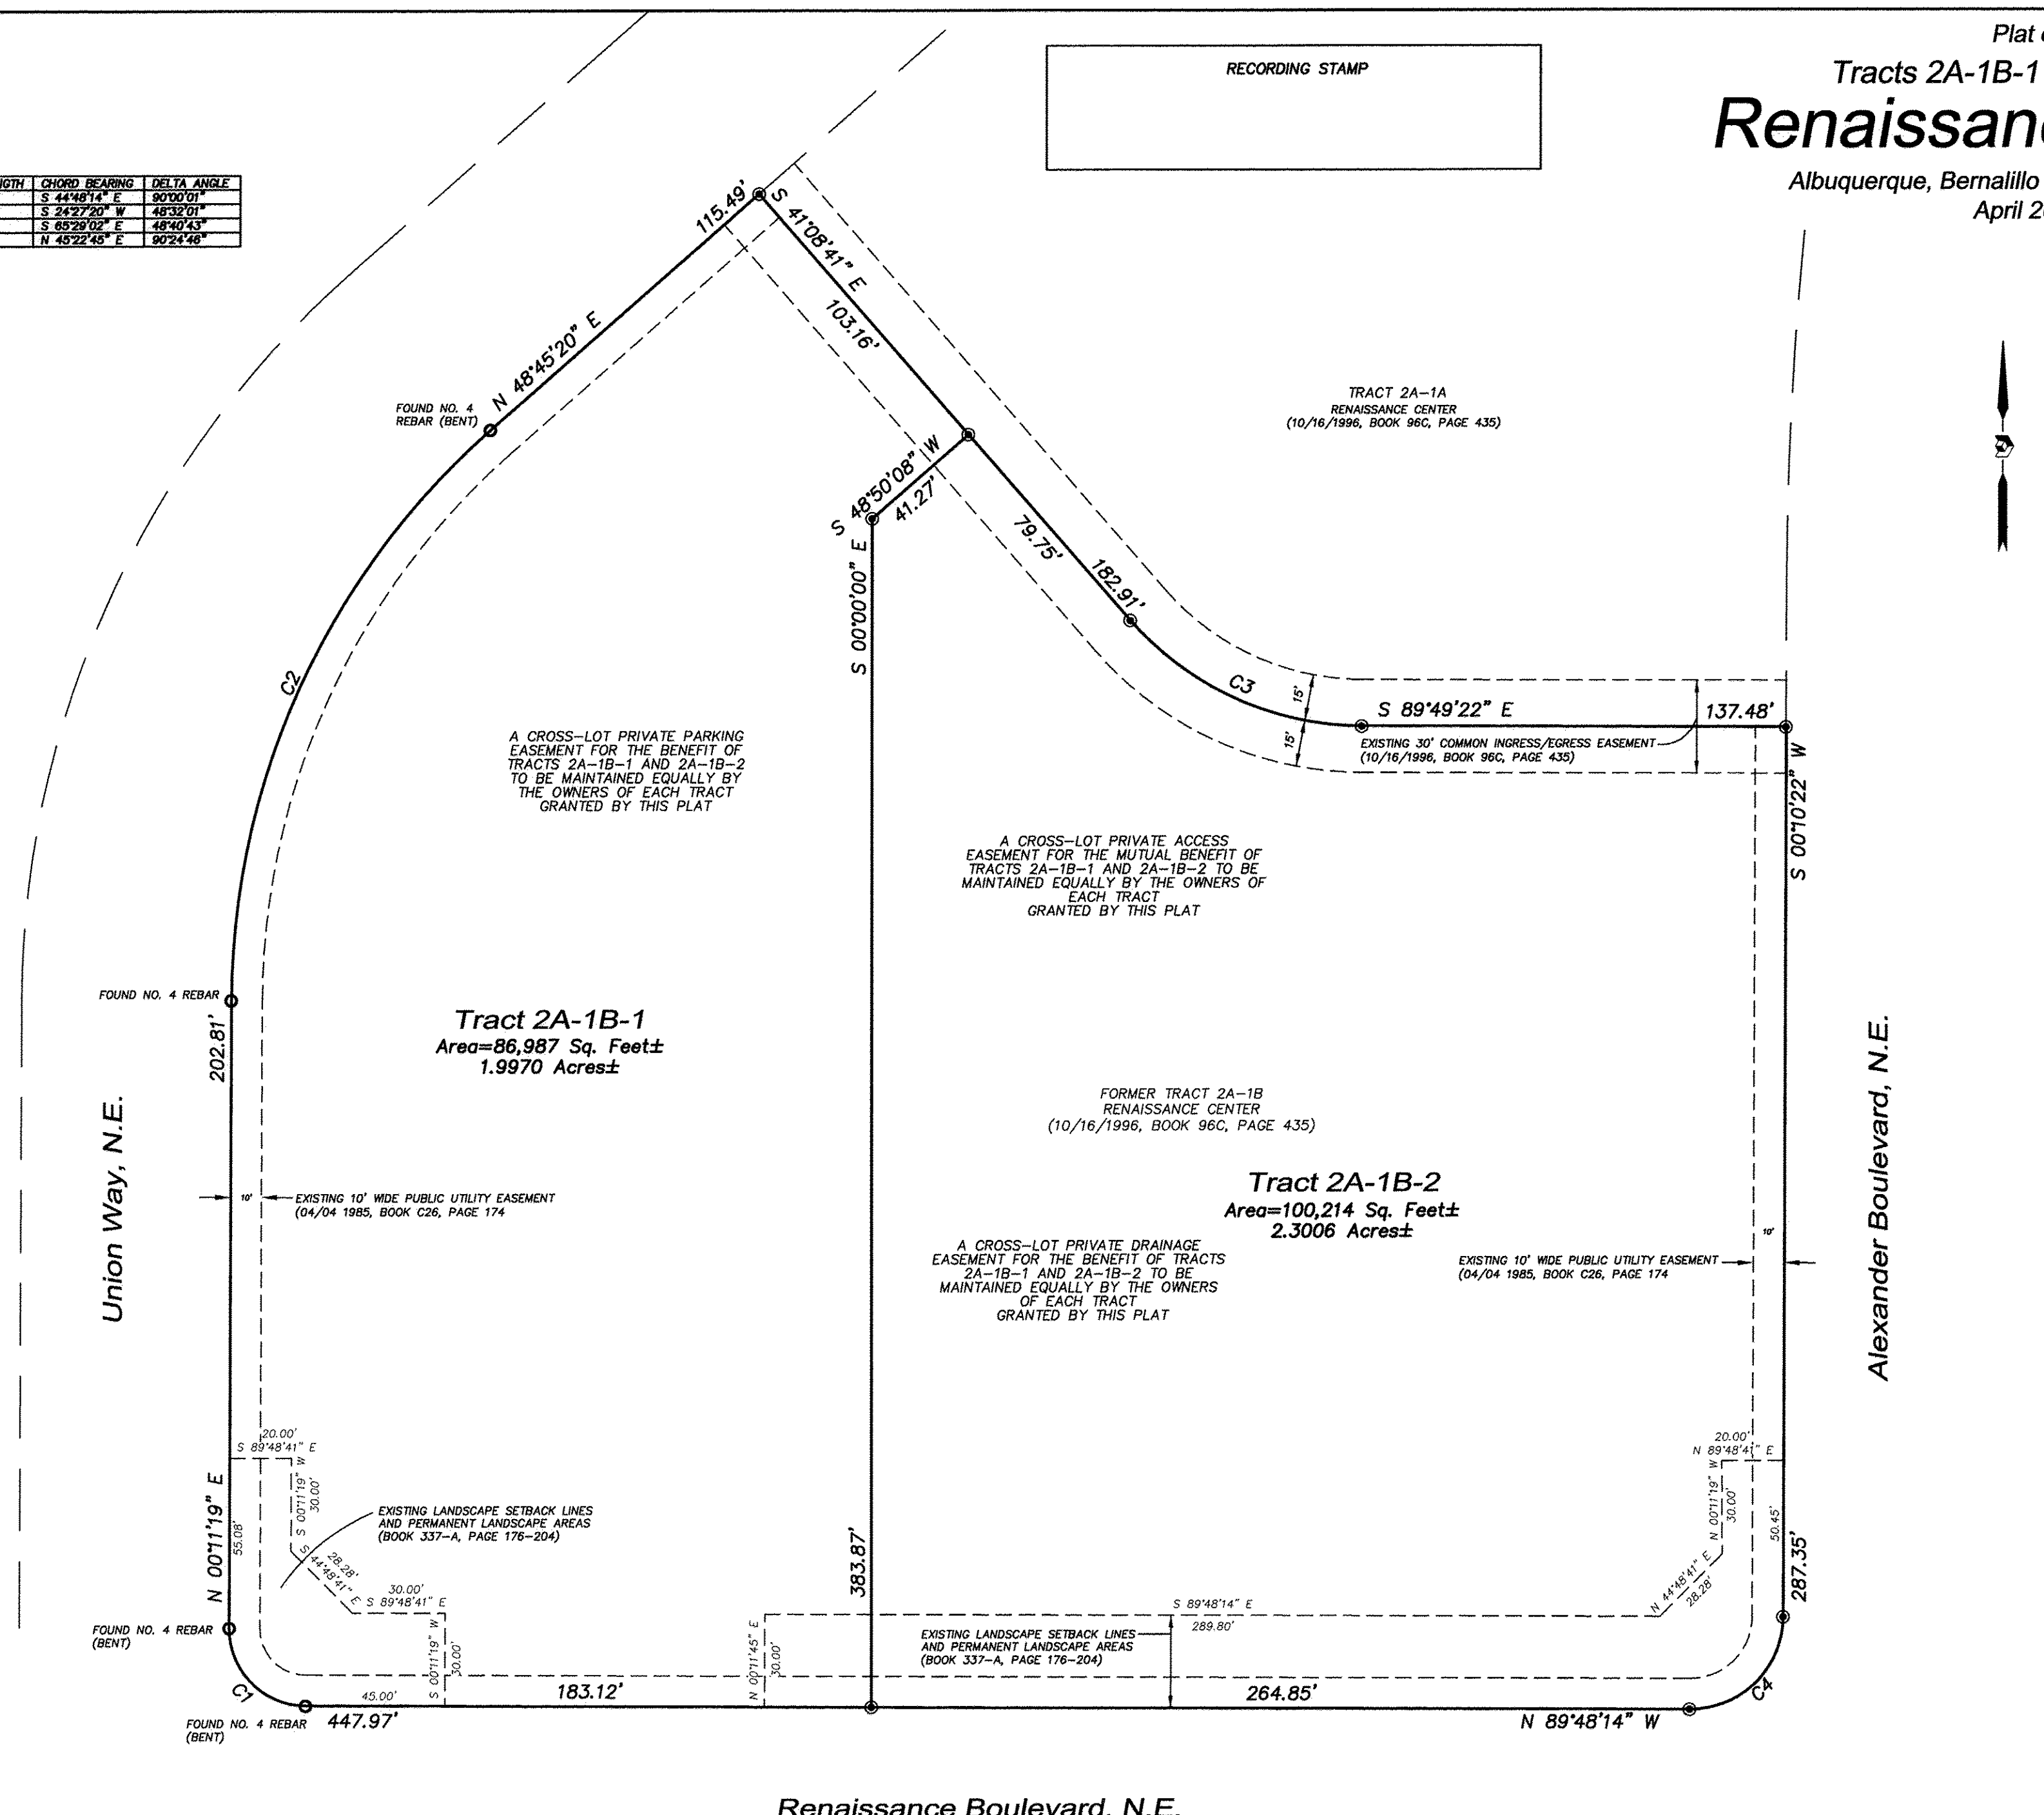 Plat
Tracts 2A-1B-1
Renaissanc
Albuquerque, Bernalillo
April 2
RECORDING STAMP
NGTH CHORD BEARING DELTA ANGLE
S 44°48'14" E 90°00'01"
S 24°27'20" W 48°32'01"
S 65°29'02" E 48°40'43"
N 45°22'45" E 90°24'46"
115.49'
S 41°08'41" E
103.16'
N 48°45'20" E
FOUND NO. 4
REBAR (BENT)
TRACT 2A-1A
RENAISSANCE CENTER
(10/16/1996, BOOK 96C, PAGE 435)
S 48°50'08" W
41.27'
79.75'
182.91'
S 00°00'00" E
C2
C3
15'
15'
S 89°49'22" E
137.48'
EXISTING 30' COMMON INGRESS/EGRESS EASEMENT
(10/16/1996, BOOK 96C, PAGE 435)
S 00°10'22" W
A CROSS-LOT PRIVATE PARKING
EASEMENT FOR THE BENEFIT OF
TRACTS 2A-1B-1 AND 2A-1B-2
TO BE MAINTAINED EQUALLY BY
THE OWNERS OF EACH TRACT
GRANTED BY THIS PLAT
A CROSS-LOT PRIVATE ACCESS
EASEMENT FOR THE MUTUAL BENEFIT OF
TRACTS 2A-1B-1 AND 2A-1B-2 TO BE
MAINTAINED EQUALLY BY THE OWNERS OF
EACH TRACT
GRANTED BY THIS PLAT
FOUND NO. 4 REBAR
202.81'
Tract 2A-1B-1
Area=86,987 Sq. Feet±
1.9970 Acres±
FORMER TRACT 2A-1B
RENAISSANCE CENTER
(10/16/1996, BOOK 96C, PAGE 435)
Union Way, N.E.
Alexander Boulevard, N.E.
10'
EXISTING 10' WIDE PUBLIC UTILITY EASEMENT
(04/04 1985, BOOK C26, PAGE 174
Tract 2A-1B-2
Area=100,214 Sq. Feet±
2.3006 Acres±
A CROSS-LOT PRIVATE DRAINAGE
EASEMENT FOR THE BENEFIT OF TRACTS
2A-1B-1 AND 2A-1B-2 TO BE
MAINTAINED EQUALLY BY THE OWNERS
OF EACH TRACT
GRANTED BY THIS PLAT
10'
EXISTING 10' WIDE PUBLIC UTILITY EASEMENT
(04/04 1985, BOOK C26, PAGE 174
20.00'
S 89°48'41" E
S 00°11'19" W
30.00'
N 00°11'19" E
55.08'
EXISTING LANDSCAPE SETBACK LINES
AND PERMANENT LANDSCAPE AREAS
(BOOK 337-A, PAGE 176-204)
28.28'
S 44°48'41" E
30.00'
S 89°48'41" E
S 00°11'19" W
30.00'
N 00°11'45" E
30.00'
383.87'
20.00'
N 89°48'41" E
N 00°11'19" W
30.00'
50.45'
287.35'
N 44°48'41" E
28.28'
S 89°48'14" E
289.80'
EXISTING LANDSCAPE SETBACK LINES
AND PERMANENT LANDSCAPE AREAS
(BOOK 337-A, PAGE 176-204)
FOUND NO. 4 REBAR
(BENT)
C1
45.00'
183.12'
264.85'
C4
FOUND NO. 4 REBAR
(BENT)
447.97'
N 89°48'14" W
Renaissance Boulevard, N.E.